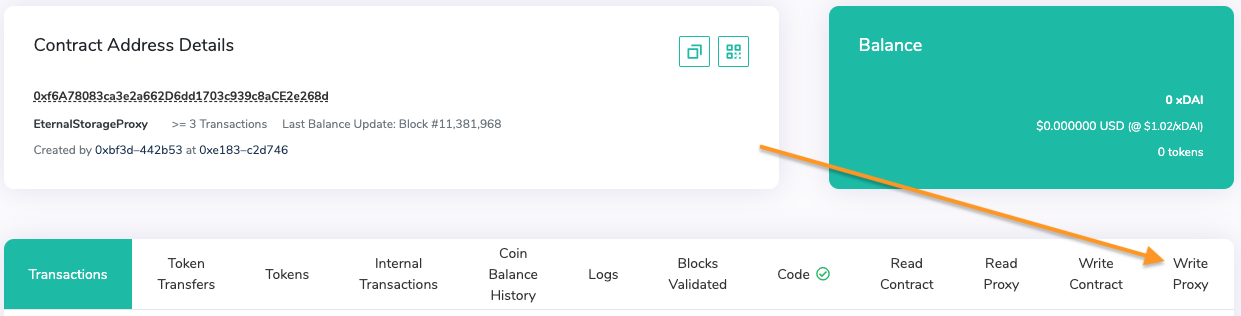 Contract Address Details
0xf6A78083ca3e2a662D6dd1703c939c8aCE2e268d
EternalStorageProxy >= 3 Transactions Last Balance Update: Block #11,381,968
Created by 0xbf3d–442b53 at 0xe183–c2d746
Balance
0 xDAI
$0.000000 USD (@ $1.02/xDAI)
0 tokens
Transactions
Token
Transfers
Tokens
Internal
Transactions
Coin
Balance
History
Logs
Blocks
Validated
Code
Read
Contract
Read
Proxy
Write
Contract
Write
Proxy